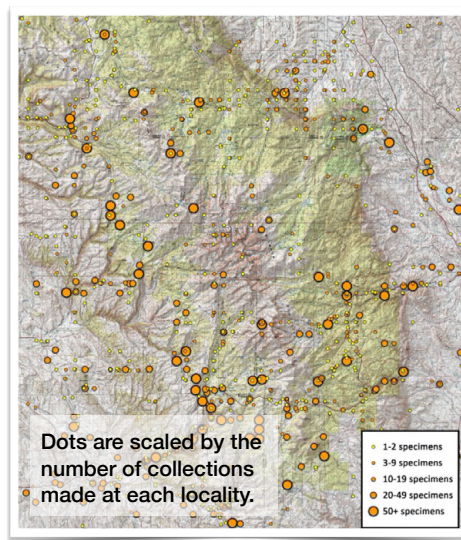 Dots are scaled by the
number of collections
made at each locality.
1-2 specimens
3-9 specimens
10-19 specimens
20-49 specimens
50+ specimens